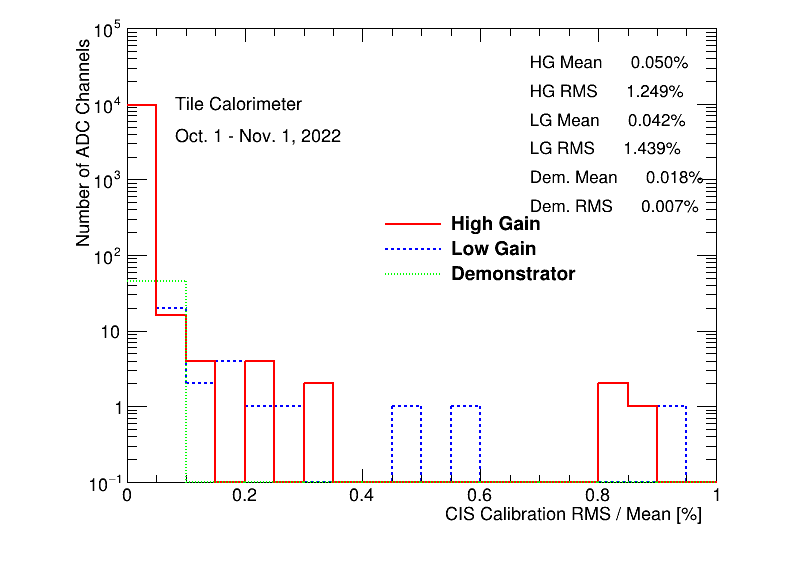 Number of ADC Channels
10^5
10^4
10^3
10^2
10
1
10^−1
Tile Calorimeter
Oct. 1 - Nov. 1, 2022
HG Mean 0.050%
HG RMS 1.249%
LG Mean 0.042%
LG RMS 1.439%
Dem. Mean 0.018%
Dem. RMS 0.007%
High Gain
Low Gain
Demonstrator
0 0.2 0.4 0.6 0.8 1
CIS Calibration RMS / Mean [%]